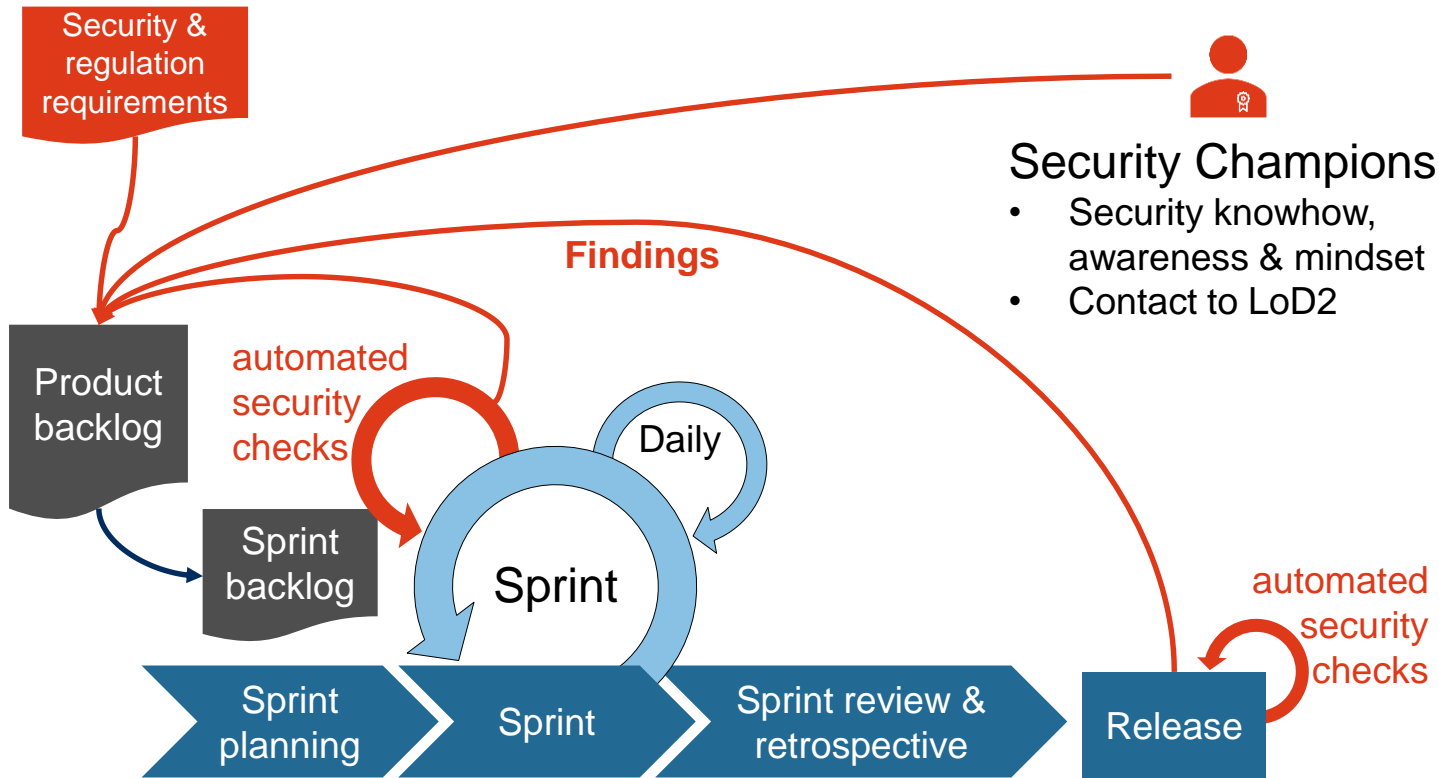 Security &
regulation
requirements
Security Champions
• Security knowhow,
awareness & mindset
• Contact to LoD2
Findings
Product
backlog
automated
security
checks
Daily
Sprint
backlog
Sprint
automated
security
checks
Sprint
planning
Sprint
Sprint review &
retrospective
Release